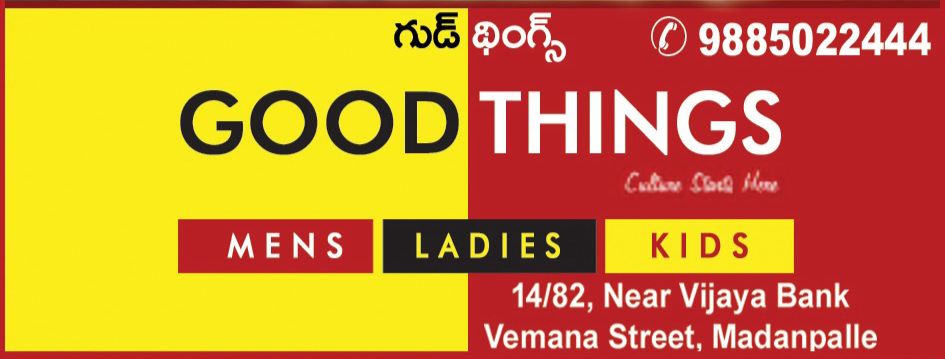 గుడ్ థింగ్స్ ✆ 9885022444
GOOD THINGS
Culture Starts Here
MENS LADIES KIDS
14/82, Near Vijaya Bank
Vemana Street, Madanpalle